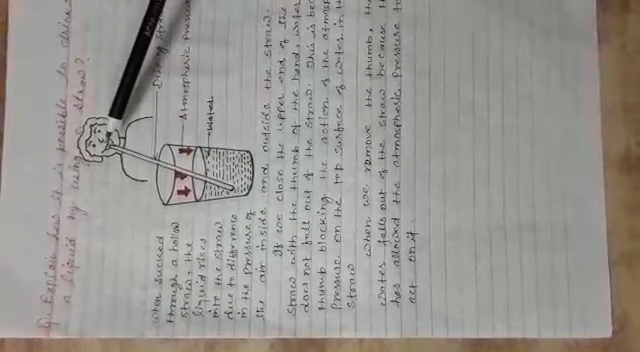 Q. Explain how it is possible to drink
a liquid by using a straw?
When sucked
through a hollow
straw, the
liquid rises
into the straw
due to difference
in the pressure of
the air inside and outside the straw.
Drinking
Atmospheric Pressure
Water
If we close the upper end of the
straw with the thumb of the hand, water
does not fall out of the straw. This is
thumb blocking the action of the
Pressure on the top surface of water in
straw
When we remove the thumb, the
water falls out of the straw because
has allowed the atmospheric pressure to
act on it.